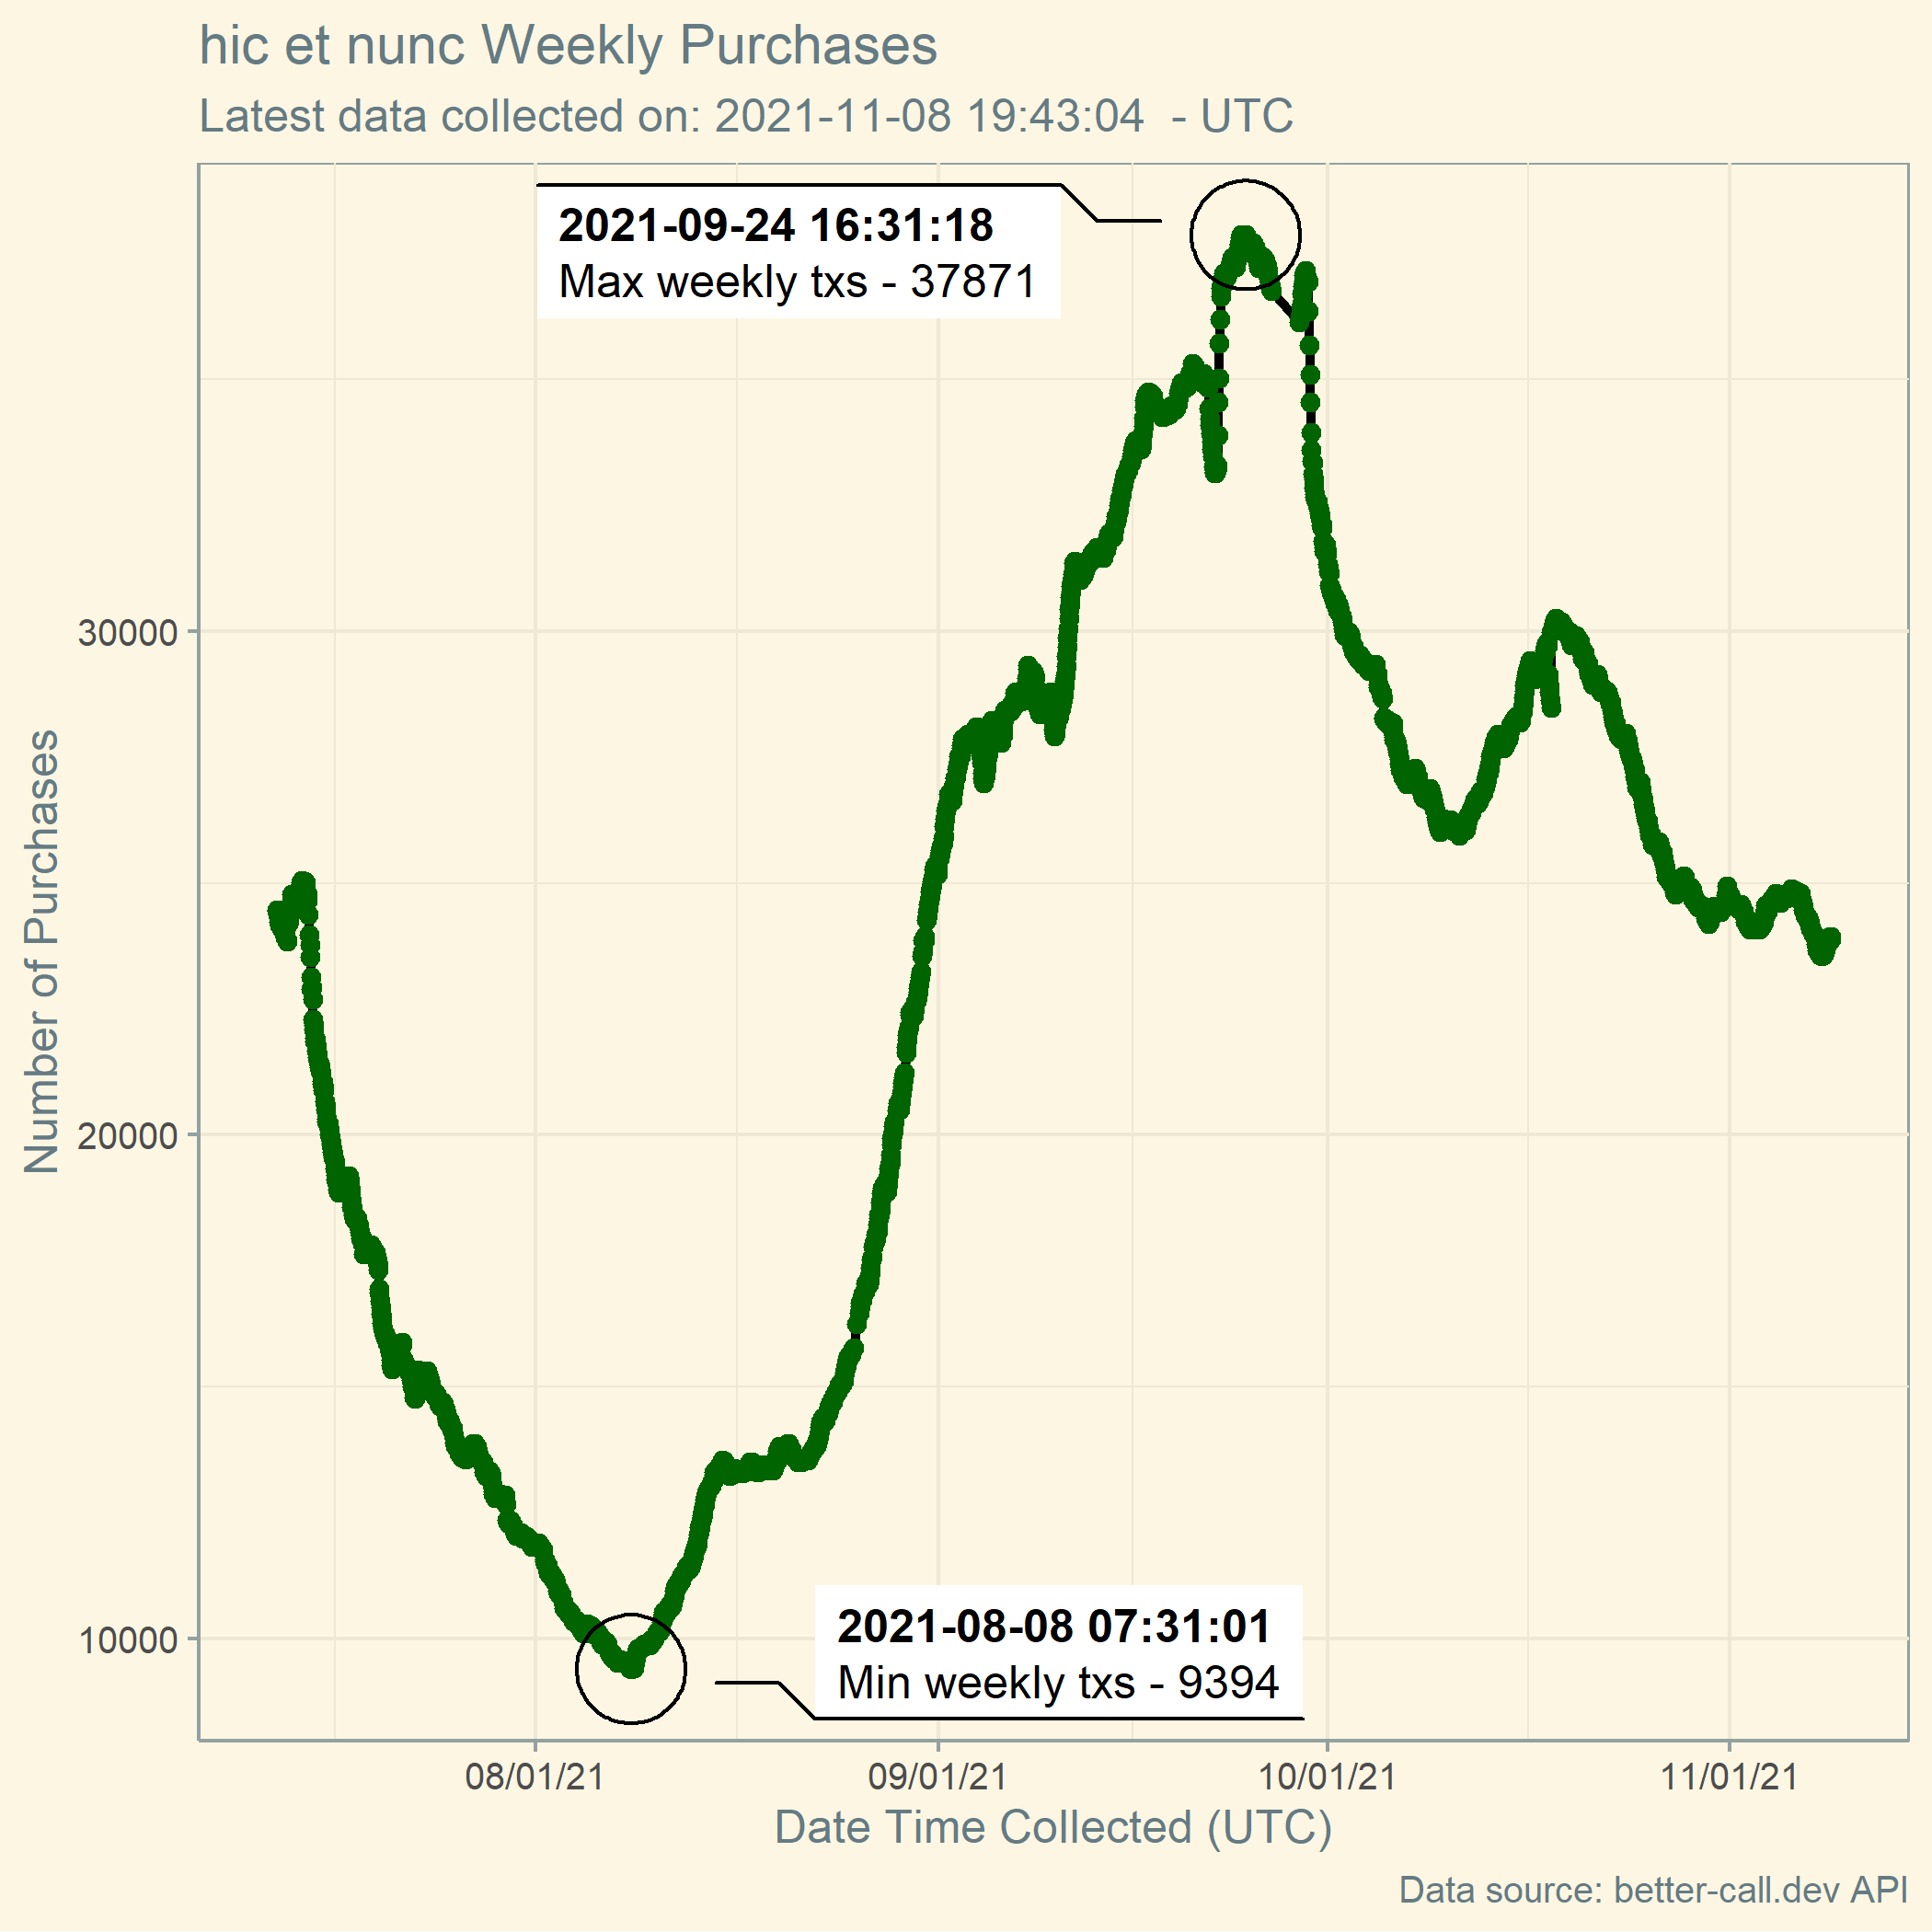 hic et nunc Weekly Purchases
Latest data collected on: 2021-11-08 19:43:04  - UTC
2021-09-24 16:31:18
Max weekly txs - 37871
30000
20000
10000
Number of Purchases
2021-08-08 07:31:01
Min weekly txs - 9394
08/01/21
09/01/21
10/01/21
11/01/21
Date Time Collected (UTC)
Data source: better-call.dev API